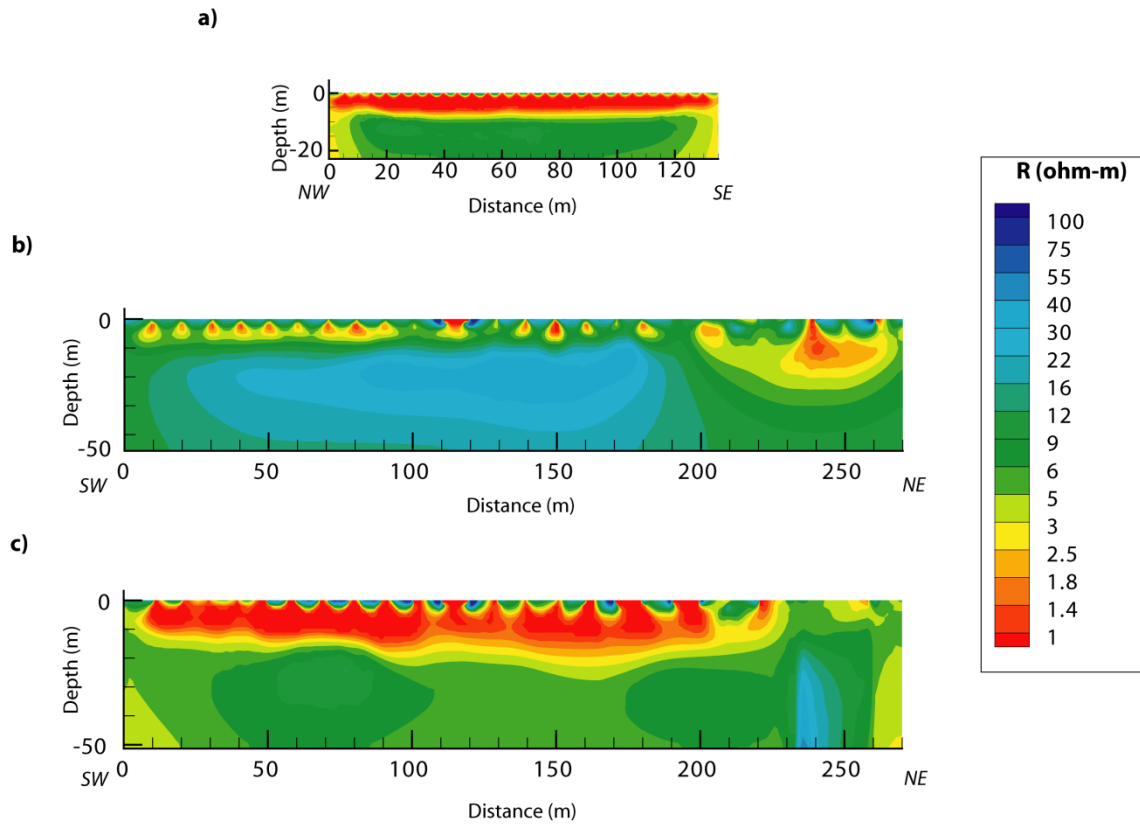 a)
0
-20
Depth (m)
0 20 40 60 80 100 120
NW SE
Distance (m)
b)
0
-50
Depth (m)
0 50 100 150 200 250
SW NE
Distance (m)
c)
0
-50
Depth (m)
0 50 100 150 200 250
SW NE
Distance (m)
R (ohm-m)
100
75
55
40
30
22
16
12
9
6
5
3
2.5
1.8
1.4
1